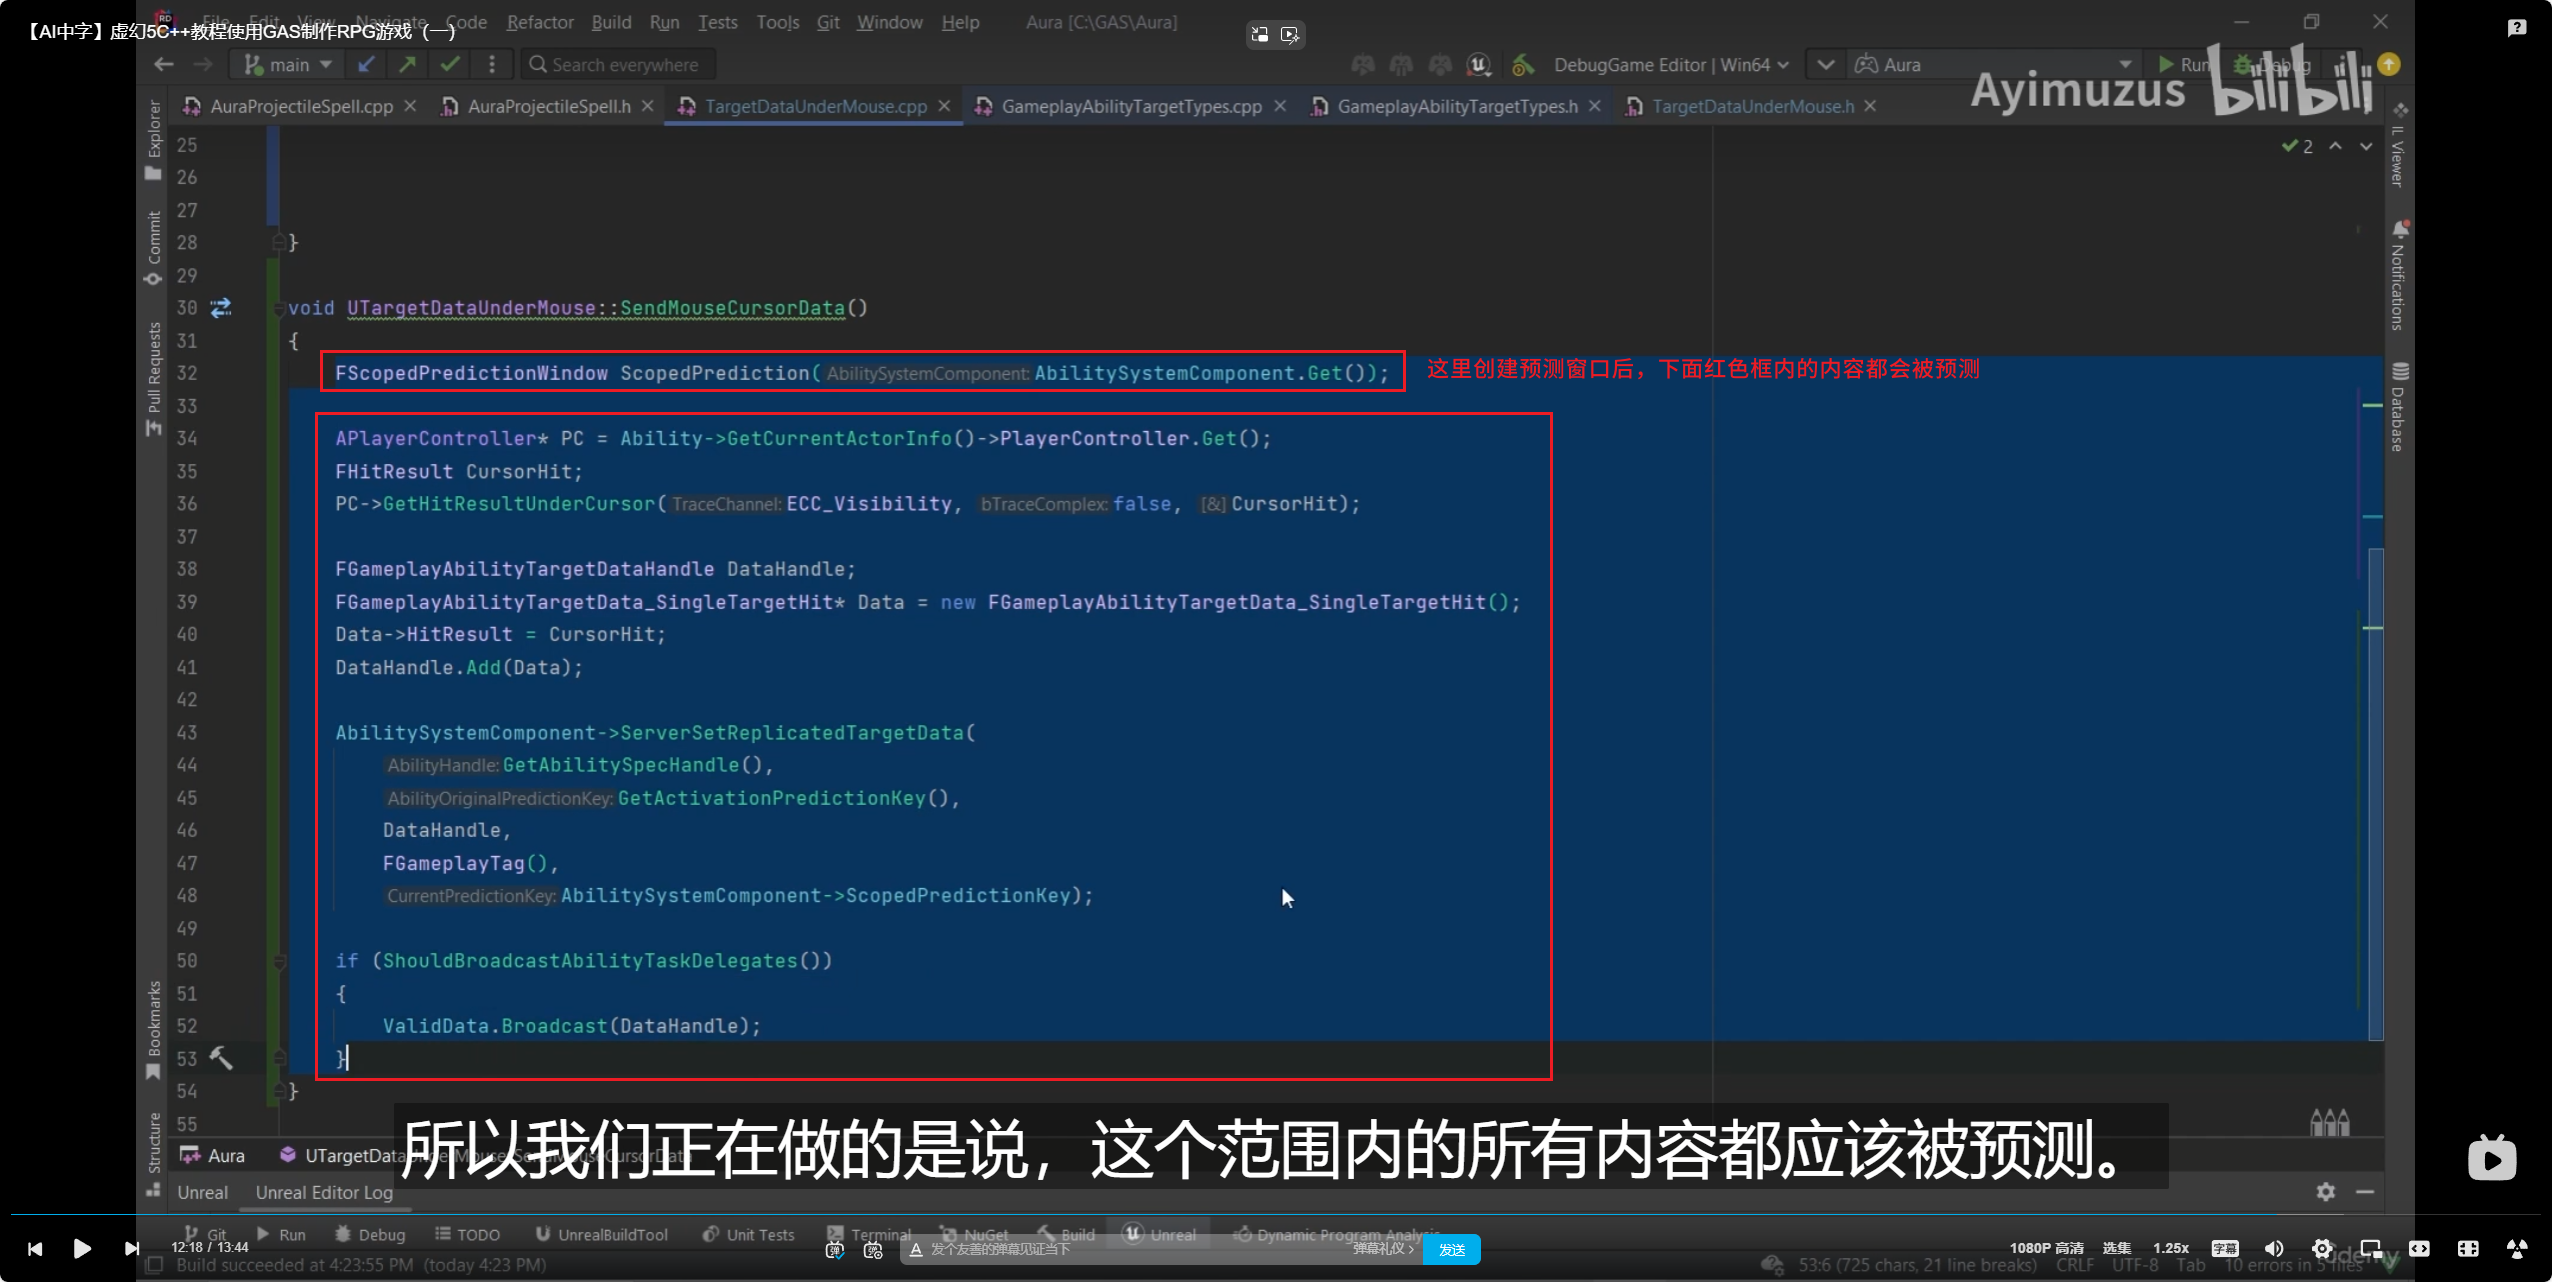 【AI中字】虚幻5C++教程使用GAS制作RPG游戏（一）
File Edit View Navigate Code Refactor Build Run Tests Tools Git Window Help Aura [C:\GAS\Aura]
main Search everywhere DebugGame Editor | Win64 Aura Run Debug
Ayimuzus bilibili
AuraProjectileSpell.cpp AuraProjectileSpell.h TargetDataUnderMouse.cpp GameplayAbilityTargetTypes.cpp GameplayAbilityTargetTypes.h TargetDataUnderMouse.h
Explorer
Commit
Pull Requests
Bookmarks
Structure
IL Viewer
Notifications
Database
2
25
26
27
28 }
29
30 void UTargetDataUnderMouse::SendMouseCursorData()
31 {
32 FScopedPredictionWindow ScopedPrediction( AbilitySystemComponent: AbilitySystemComponent.Get());
这里创建预测窗口后，下面红色框内的内容都会被预测
33
34 APlayerController* PC = Ability->GetCurrentActorInfo()->PlayerController.Get();
35 FHitResult CursorHit;
36 PC->GetHitResultUnderCursor( TraceChannel: ECC_Visibility, bTraceComplex: false, [&] CursorHit);
37
38 FGameplayAbilityTargetDataHandle DataHandle;
39 FGameplayAbilityTargetData_SingleTargetHit* Data = new FGameplayAbilityTargetData_SingleTargetHit();
40 Data->HitResult = CursorHit;
41 DataHandle.Add(Data);
42
43 AbilitySystemComponent->ServerSetReplicatedTargetData(
44 AbilityHandle: GetAbilitySpecHandle(),
45 AbilityOriginalPredictionKey: GetActivationPredictionKey(),
46 DataHandle,
47 FGameplayTag(),
48 CurrentPredictionKey: AbilitySystemComponent->ScopedPredictionKey);
49
50 if (ShouldBroadcastAbilityTaskDelegates())
51 {
52 ValidData.Broadcast(DataHandle);
53 }
54 }
55
Aura UTargetDataUnderMouse::SendMouseCursorData
所以我们正在做的是说，这个范围内的所有内容都应该被预测。
Unreal Unreal Editor Log
Git Run Debug TODO UnrealBuildTool Unit Tests Terminal NuGet Build Unreal Dynamic Program Analysis
12:18 / 13:44 发个友善的弹幕见证当下 弹幕礼仪 > 发送 1080P 高清 选集 1.25x 字幕
Build succeeded at 4:23:55 PM (today 4:23 PM) 53:6 (725 chars, 21 line breaks) CRLF UTF-8 Tab 10 errors in 5 files